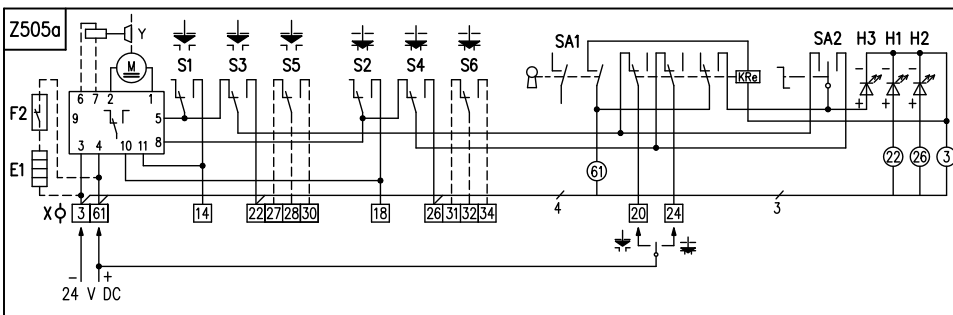 Z505a
Y
M
S1 S3 S5 S2 S4 S6
SA1 KRe SA2 H3 H1 H2
6 7 2 1
9 5
8
3 4 10 11
F2
E1
- - -
+ + +
61 22 26 3
4 3
X 3 61 14 22 27 28 30 18 26 31 32 34 20 24
- +
24 V DC